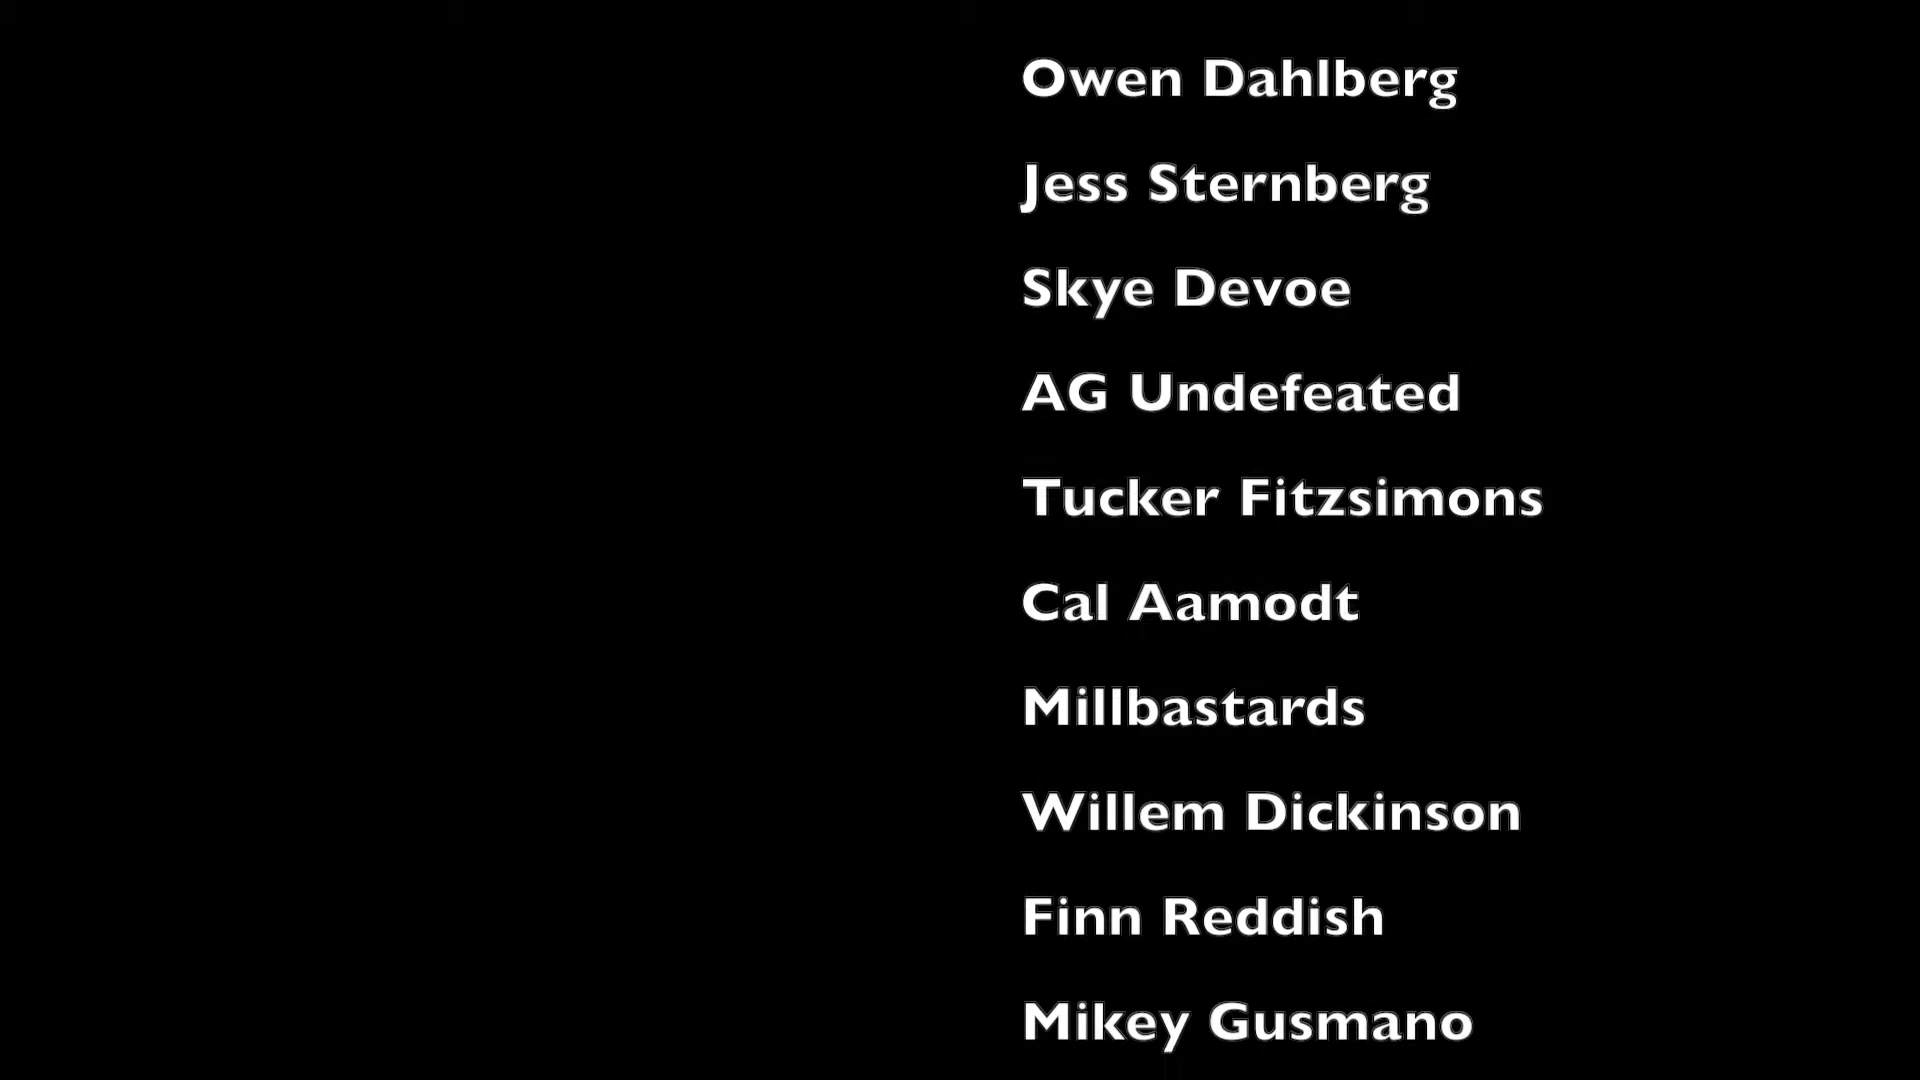 Owen Dahlberg
Jess Sternberg
Skye Devoe
AG Undefeated
Tucker Fitzsimons
Cal Aamodt
Millbastards
Willem Dickinson
Finn Reddish
Mikey Gusmano